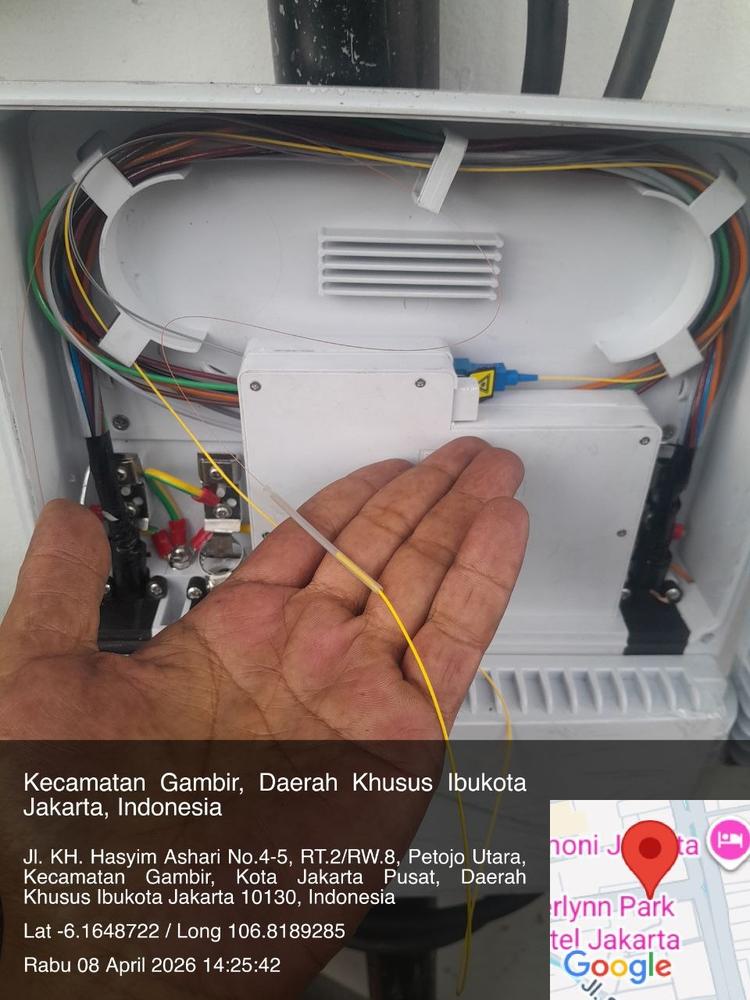 Kecamatan Gambir, Daerah Khusus Ibukota
Jakarta, Indonesia
Jl. KH. Hasyim Ashari No.4-5, RT.2/RW.8, Petojo Utara,
Kecamatan Gambir, Kota Jakarta Pusat, Daerah
Khusus Ibukota Jakarta 10130, Indonesia
Lat -6.1648722 / Long 106.8189285
Rabu 08 April 2026 14:25:42
Park
Jakarta
Google